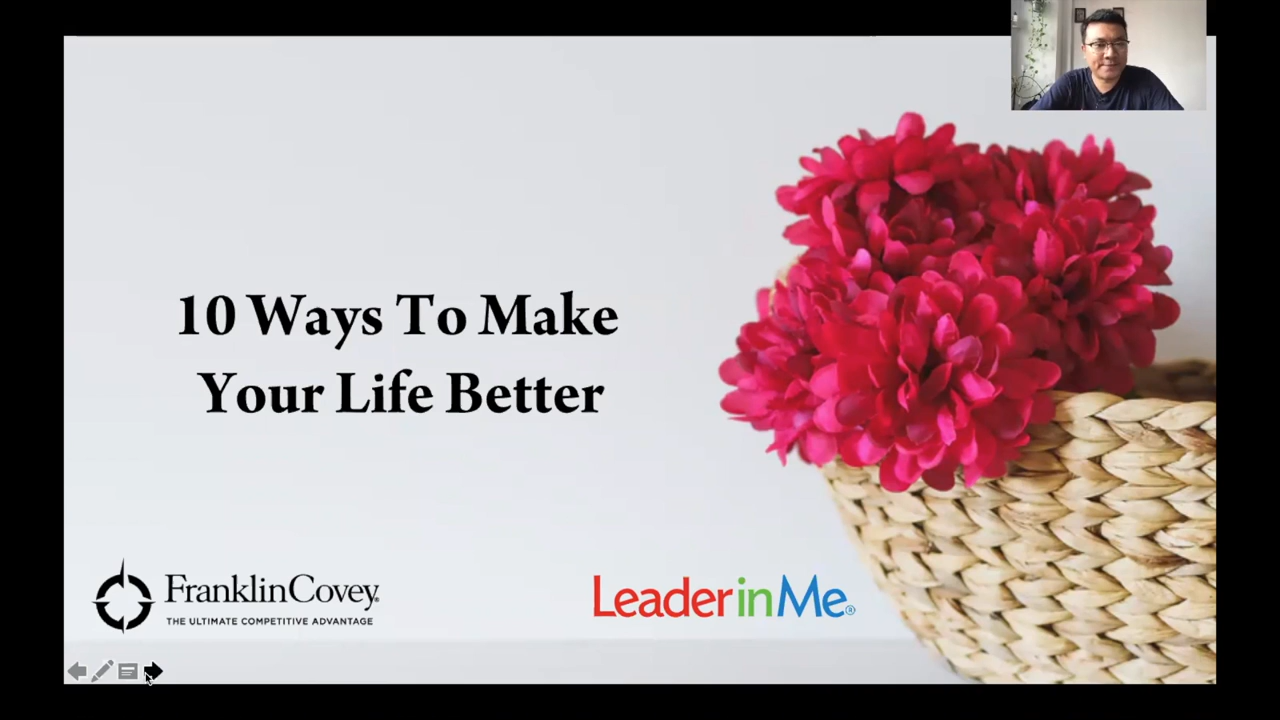 10 Ways To Make
Your Life Better
FranklinCovey®
THE ULTIMATE COMPETITIVE ADVANTAGE
LeaderinMe®